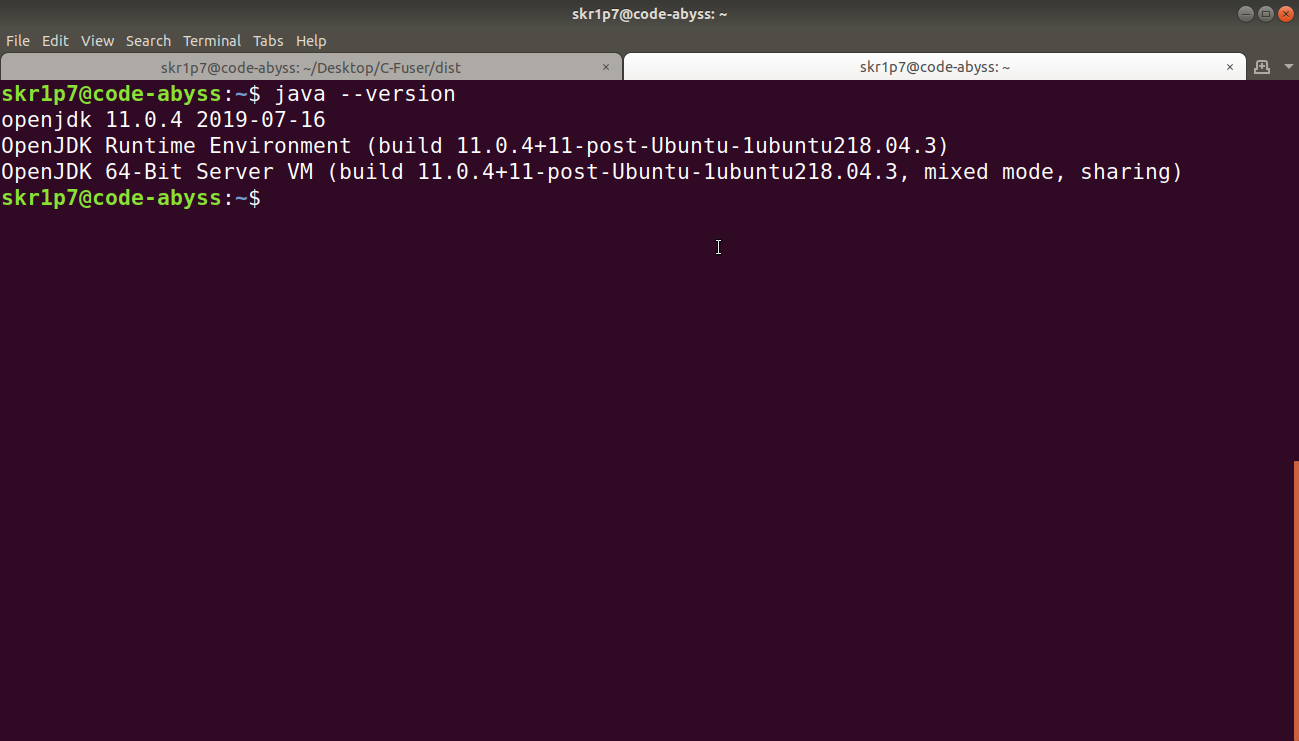 skr1p7@code-abyss: ~
File Edit View Search Terminal Tabs Help
skr1p7@code-abyss: ~/Desktop/C-Fuser/dist × skr1p7@code-abyss: ~ ×
skr1p7@code-abyss:~$ java --version
openjdk 11.0.4 2019-07-16
OpenJDK Runtime Environment (build 11.0.4+11-post-Ubuntu-1ubuntu218.04.3)
OpenJDK 64-Bit Server VM (build 11.0.4+11-post-Ubuntu-1ubuntu218.04.3, mixed mode, sharing)
skr1p7@code-abyss:~$